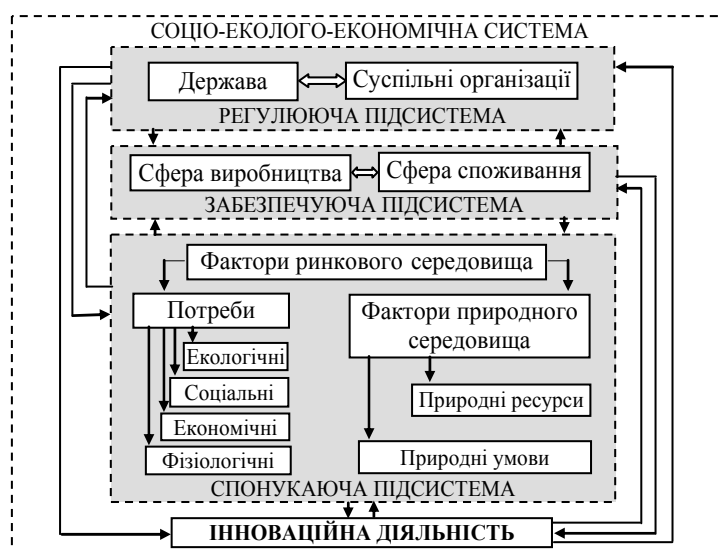 СОЦІО-ЕКОЛОГО-ЕКОНОМІЧНА СИСТЕМА
Держава
Суспільні організації
РЕГУЛЮЮЧА ПІДСИСТЕМА
Сфера виробництва
Сфера споживання
ЗАБЕЗПЕЧУЮЧА ПІДСИСТЕМА
Фактори ринкового середовища
Потреби
Фактори природного
середовища
Екологічні
Соціальні
Природні ресурси
Економічні
Фізіологічні
Природні умови
СПОНУКАЮЧА ПІДСИСТЕМА
ІННОВАЦІЙНА ДІЯЛЬНІСТЬ